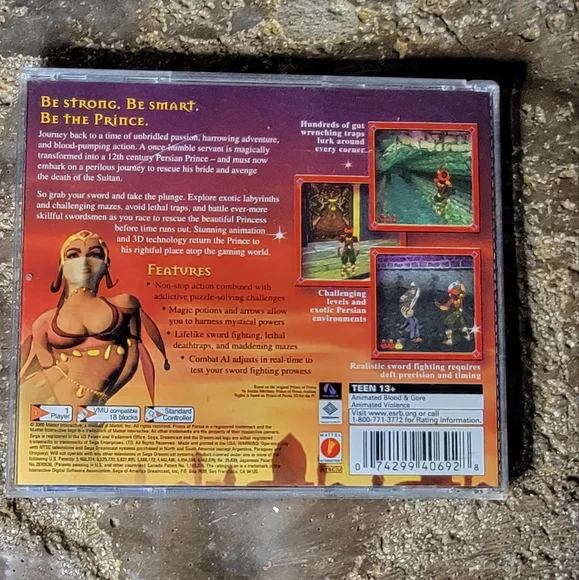 BE STRONG. BE SMART.
BE THE PRINCE.
Journey back to a time of unbridled passion, harrowing adventure,
and blood-pumping action. A once humble servant is magically
transformed into a 12th century Persian Prince – and must now
embark on a perilous journey to rescue his bride and avenge
the death of the Sultan.
So grab your sword and take the plunge. Explore exotic labyrinths
and challenging mazes, avoid lethal traps, and battle ever-more
skillful swordsmen as you race to rescue the beautiful Princess
before time runs out. Stunning animation
and 3D technology return the Prince to
his rightful place atop the gaming world.
FEATURES
• Non-stop action combined with
addictive puzzle-solving challenges
• Magic potions and arrows allow
you to harness mystical powers
• Lifelike sword fighting, lethal
deathtraps, and maddening mazes
• Combat AI adjusts in real-time to
test your sword fighting prowess
Hundreds of gut
wrenching traps
lurk around
every corner.
Challenging
levels and
exotic Persian
environments
Realistic sword fighting requires
deft precision and timing
1
Player
VMU compatible
18 blocks
Standard
Controller
MATTEL
INTERACTIVE
NTSC
TEEN 13+
Animated Blood & Gore
Animated Violence
Visit www.esrb.org or call
1-800-771-3772 for Rating Information.
0 74299 40692 8